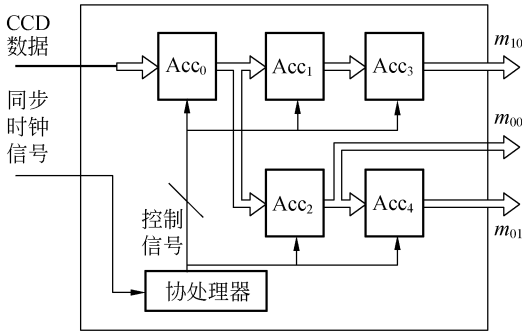 CCD
数据
同步
时钟
信号
Acc₀
Acc₁
Acc₃
m₁₀
m₀₀
Acc₂
Acc₄
m₀₁
控制
信号
协处理器